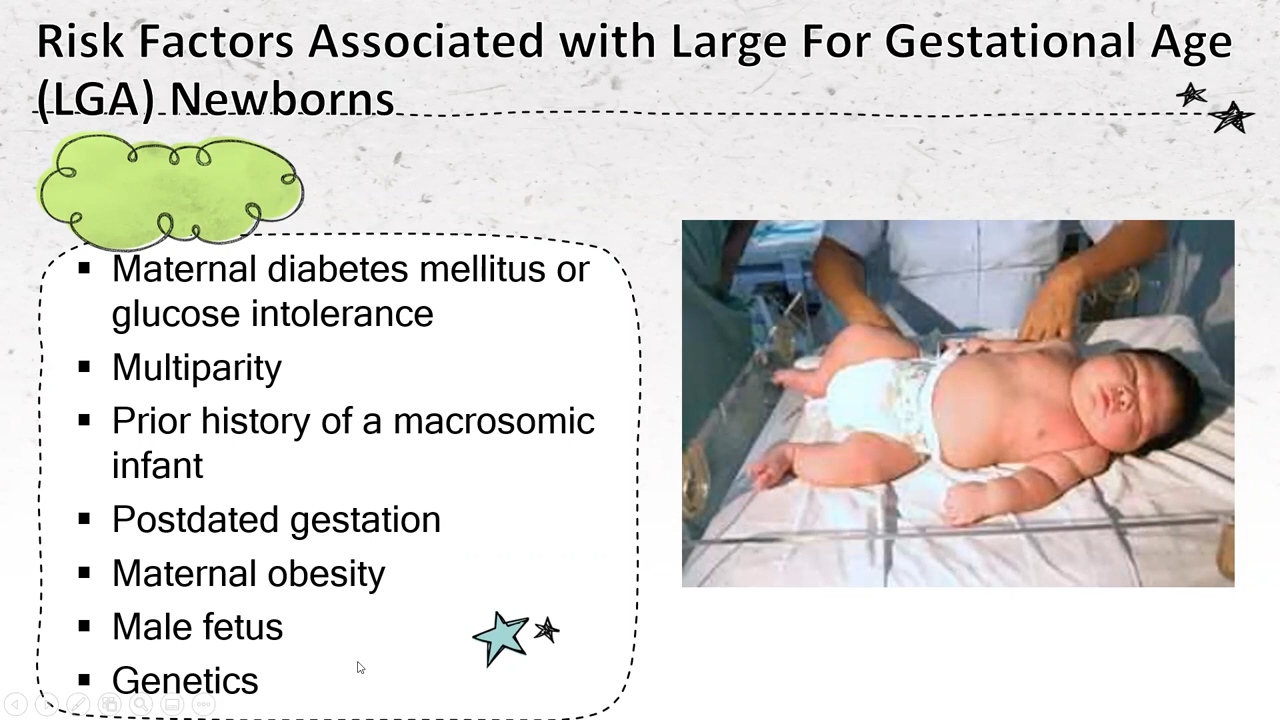 Risk Factors Associated with Large For Gestational Age
(LGA) Newborns
▪ Maternal diabetes mellitus or
glucose intolerance
▪ Multiparity
▪ Prior history of a macrosomic
infant
▪ Postdated gestation
▪ Maternal obesity
▪ Male fetus
▪ Genetics